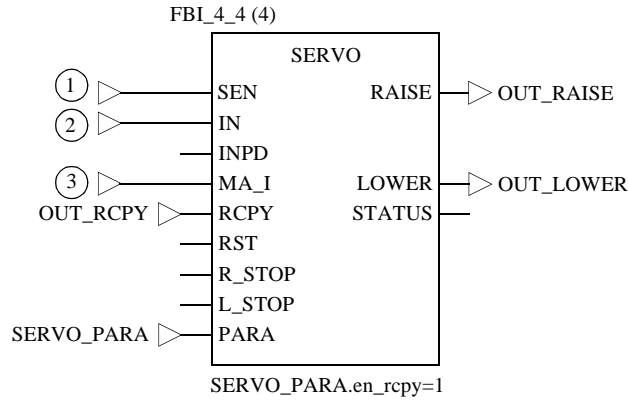 FBI_4_4 (4)
SERVO
1 SEN RAISE OUT_RAISE
2 IN
INPD
3 MA_I LOWER OUT_LOWER
OUT_RCPY RCPY STATUS
RST
R_STOP
L_STOP
SERVO_PARA PARA
SERVO_PARA.en_rcpy=1